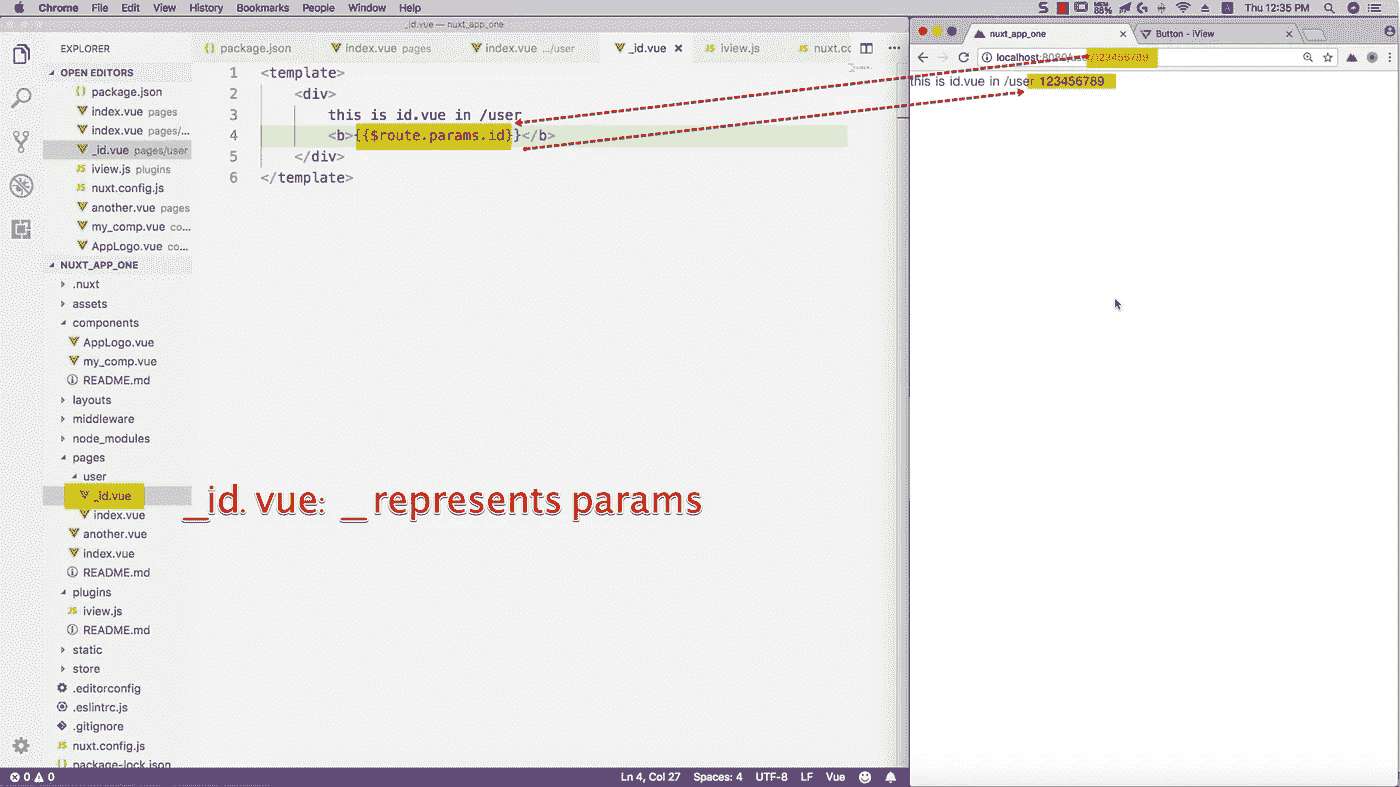 Chrome File Edit View History Bookmarks People Window Help
Thu 12:35 PM
_id.vue — nuxt_app_one
EXPLORER
OPEN EDITORS
package.json
index.vue pages
index.vue pages/...
_id.vue pages/user
iview.js plugins
nuxt.config.js
another.vue pages
my_comp.vue co...
AppLogo.vue co...
NUXT_APP_ONE
.nuxt
assets
components
AppLogo.vue
my_comp.vue
README.md
layouts
middleware
node_modules
pages
user
_id.vue
index.vue
another.vue
index.vue
README.md
plugins
iview.js
README.md
static
store
.editorconfig
.eslintrc.js
.gitignore
nuxt.config.js
package-lock.json
package.json
index.vue pages
index.vue .../user
_id.vue
iview.js
nuxt.cc
1 <template>
2 <div>
3 this is id.vue in /user
4 <b>{{$route.params.id}}</b>
5 </div>
6 </template>
_id. vue: __ represents params
0 0
Ln 4, Col 27 Spaces: 4 UTF-8 LF Vue
nuxt_app_one
Button - iView
localhost:8080/user/123456789
this is id.vue in /user 123456789